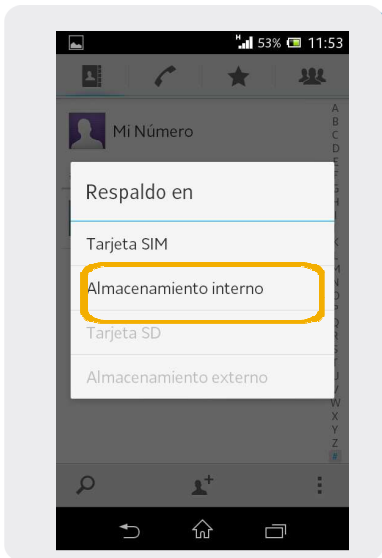 H 53% 11:53
Mi Número
A
B
C
D
E
F
G
H
Respaldo en
Tarjeta SIM
Almacenamiento interno
Tarjeta SD
Almacenamiento externo
K
L
M
N
O
P
Q
R
S
T
U
V
W
X
Y
Z
#